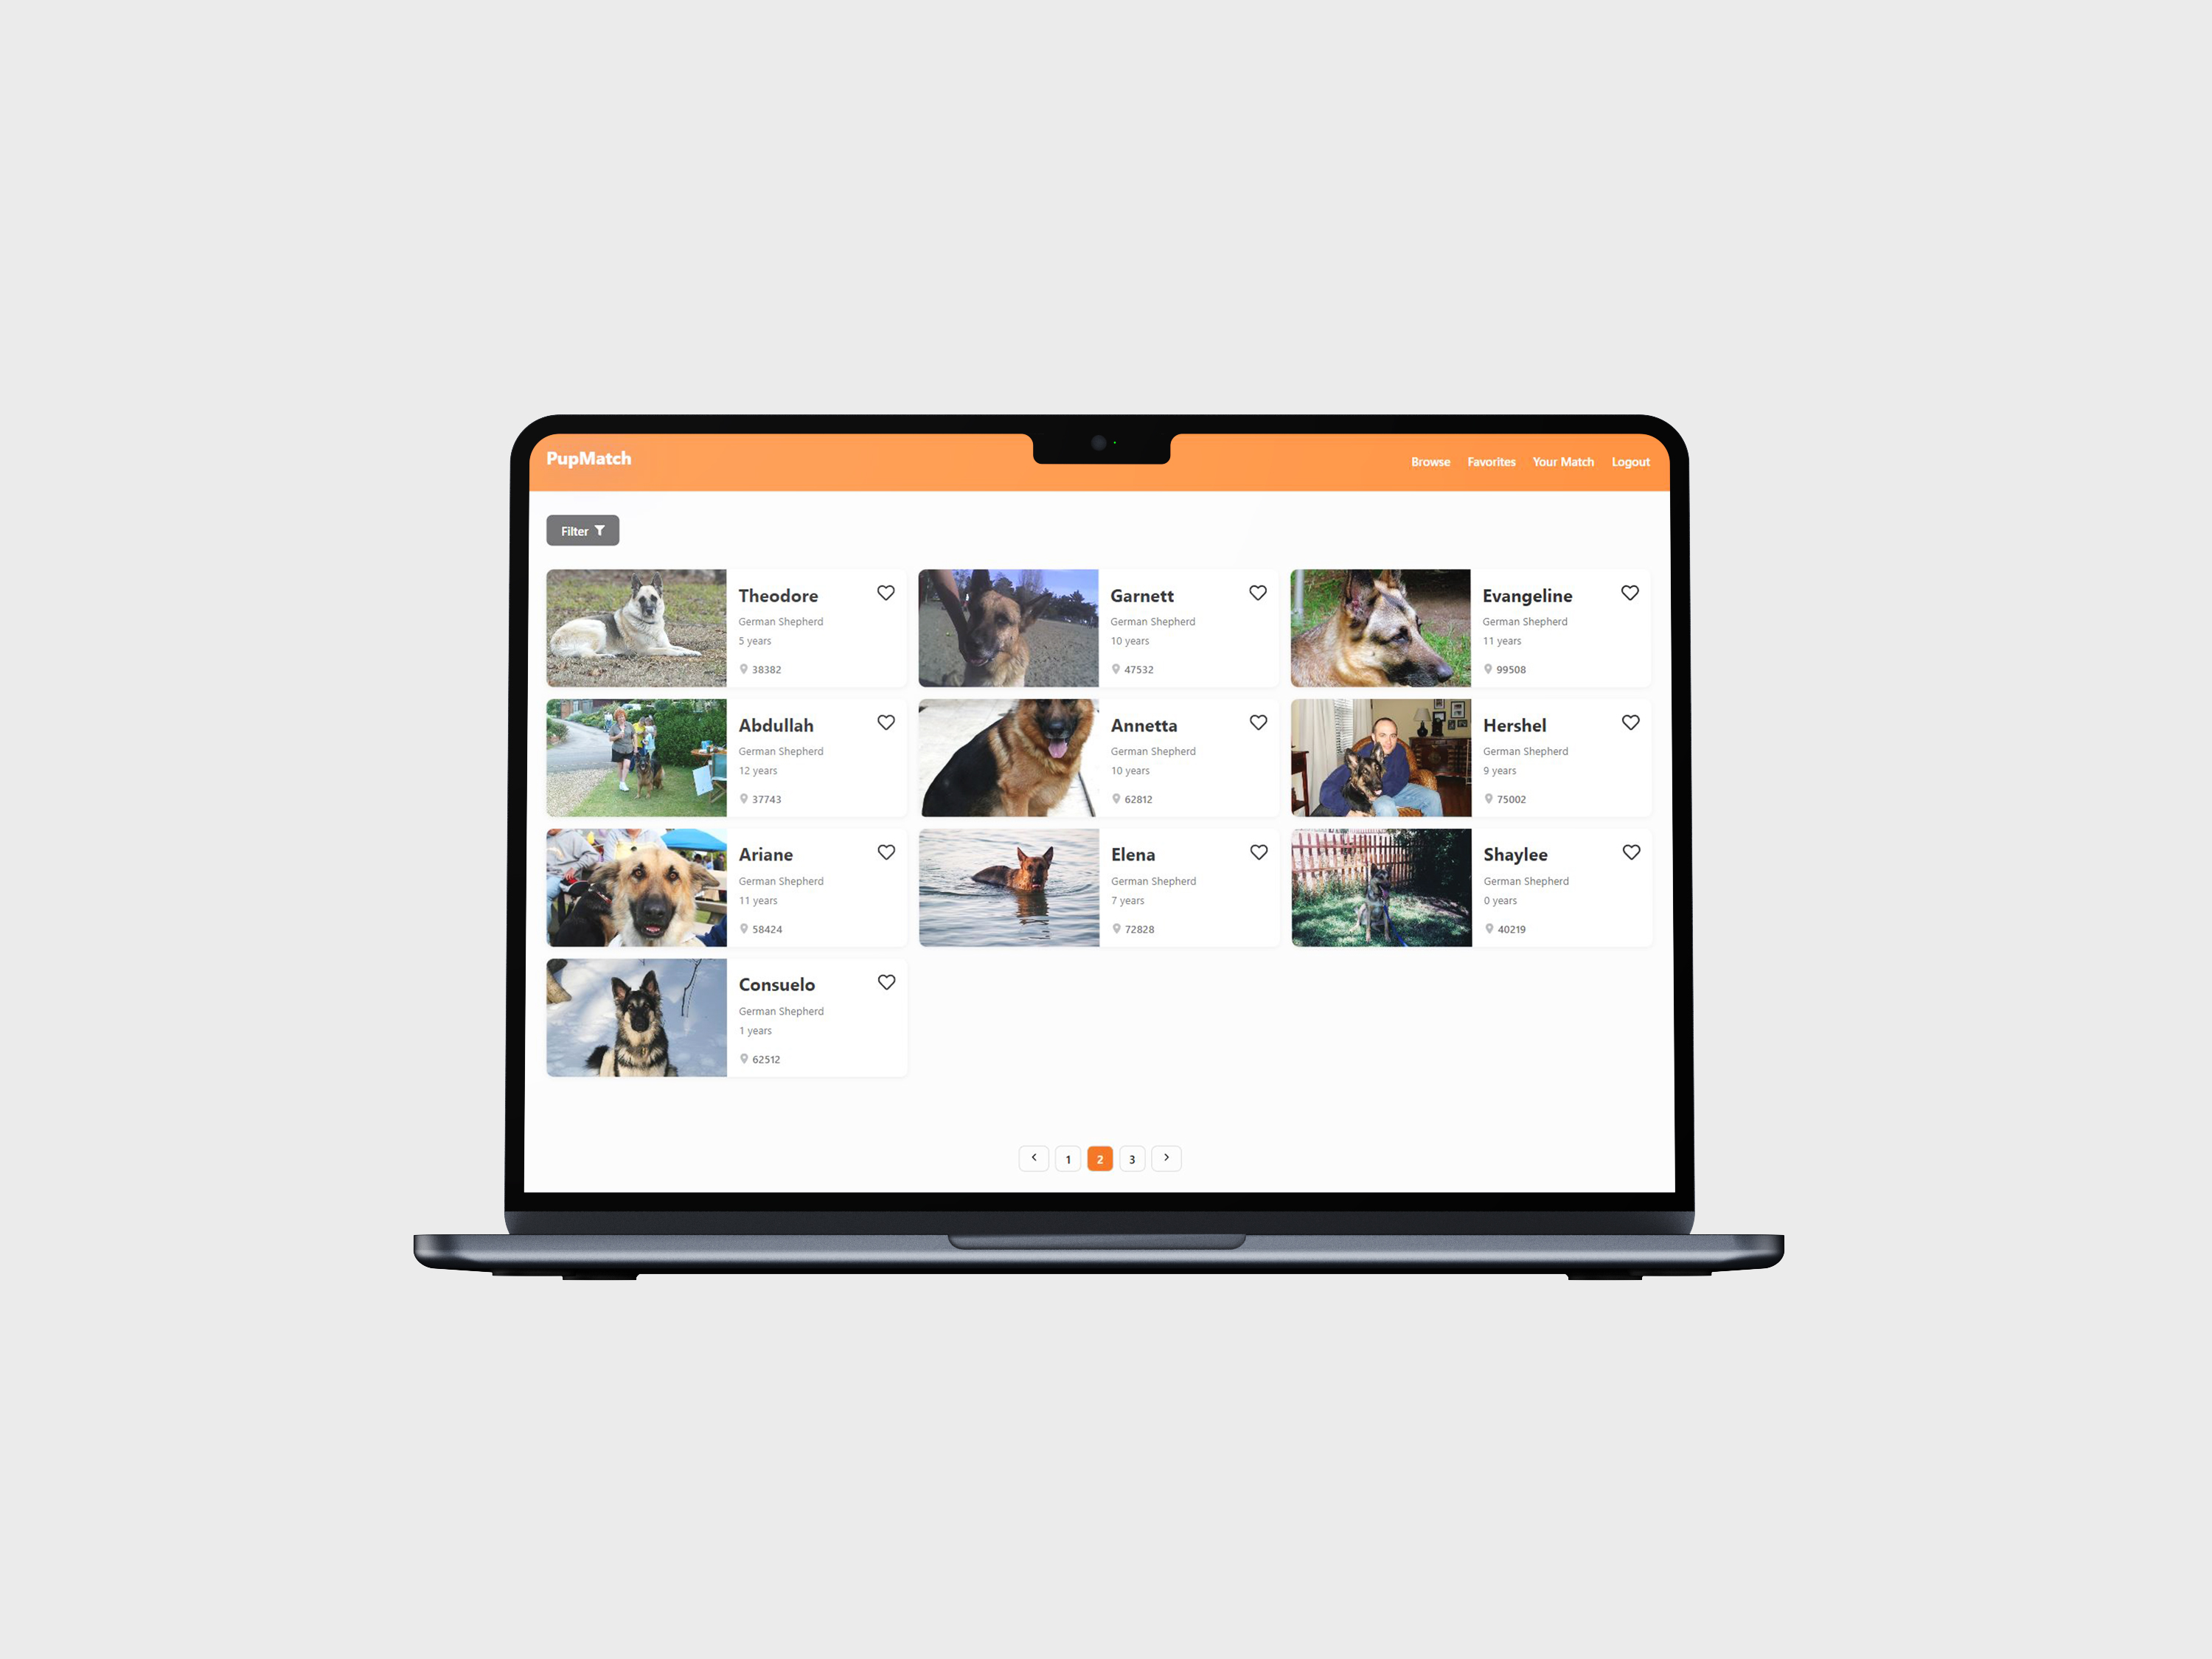 PupMatch
Browse Favorites Your Match Logout
Filter
Theodore
German Shepherd
5 years
38382
Garnett
German Shepherd
10 years
47532
Evangeline
German Shepherd
11 years
99508
Abdullah
German Shepherd
12 years
37743
Annetta
German Shepherd
10 years
62812
Hershel
German Shepherd
9 years
75002
Ariane
German Shepherd
11 years
58424
Elena
German Shepherd
7 years
72828
Shaylee
German Shepherd
0 years
40219
Consuelo
German Shepherd
1 years
62512
1 2 3